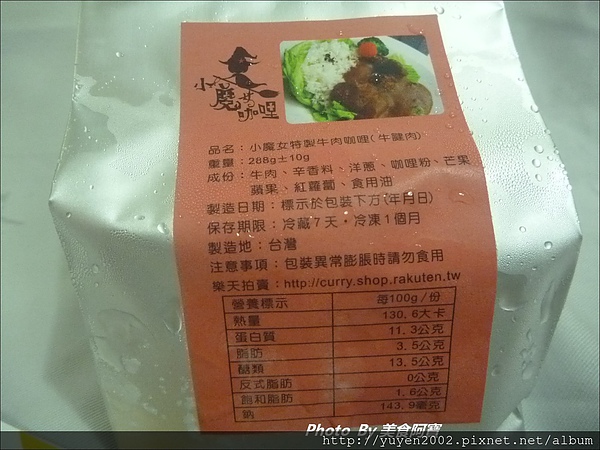 小魔女咖哩
品名：小魔女特製牛肉咖哩(牛腱肉)
重量：288g±10g
成份：牛肉、辛香料、洋蔥、咖哩粉、芒果
蘋果、紅蘿蔔、食用油
製造日期：標示於包裝下方(年月日)
保存期限：冷藏7天，冷凍1個月
製造地：台灣
注意事項：包裝異常膨脹時請勿食用
樂天拍賣：http://curry.shop.rakuten.tw
營養標示 每100g/份
熱量 130.6大卡
蛋白質 11.3公克
脂肪 3.5公克
醣類 13.5公克
反式脂肪 0公克
飽和脂肪 1.6公克
鈉 143.9毫克
Photo By 美食阿寶
http://yuyen2002.pixnet.net/album